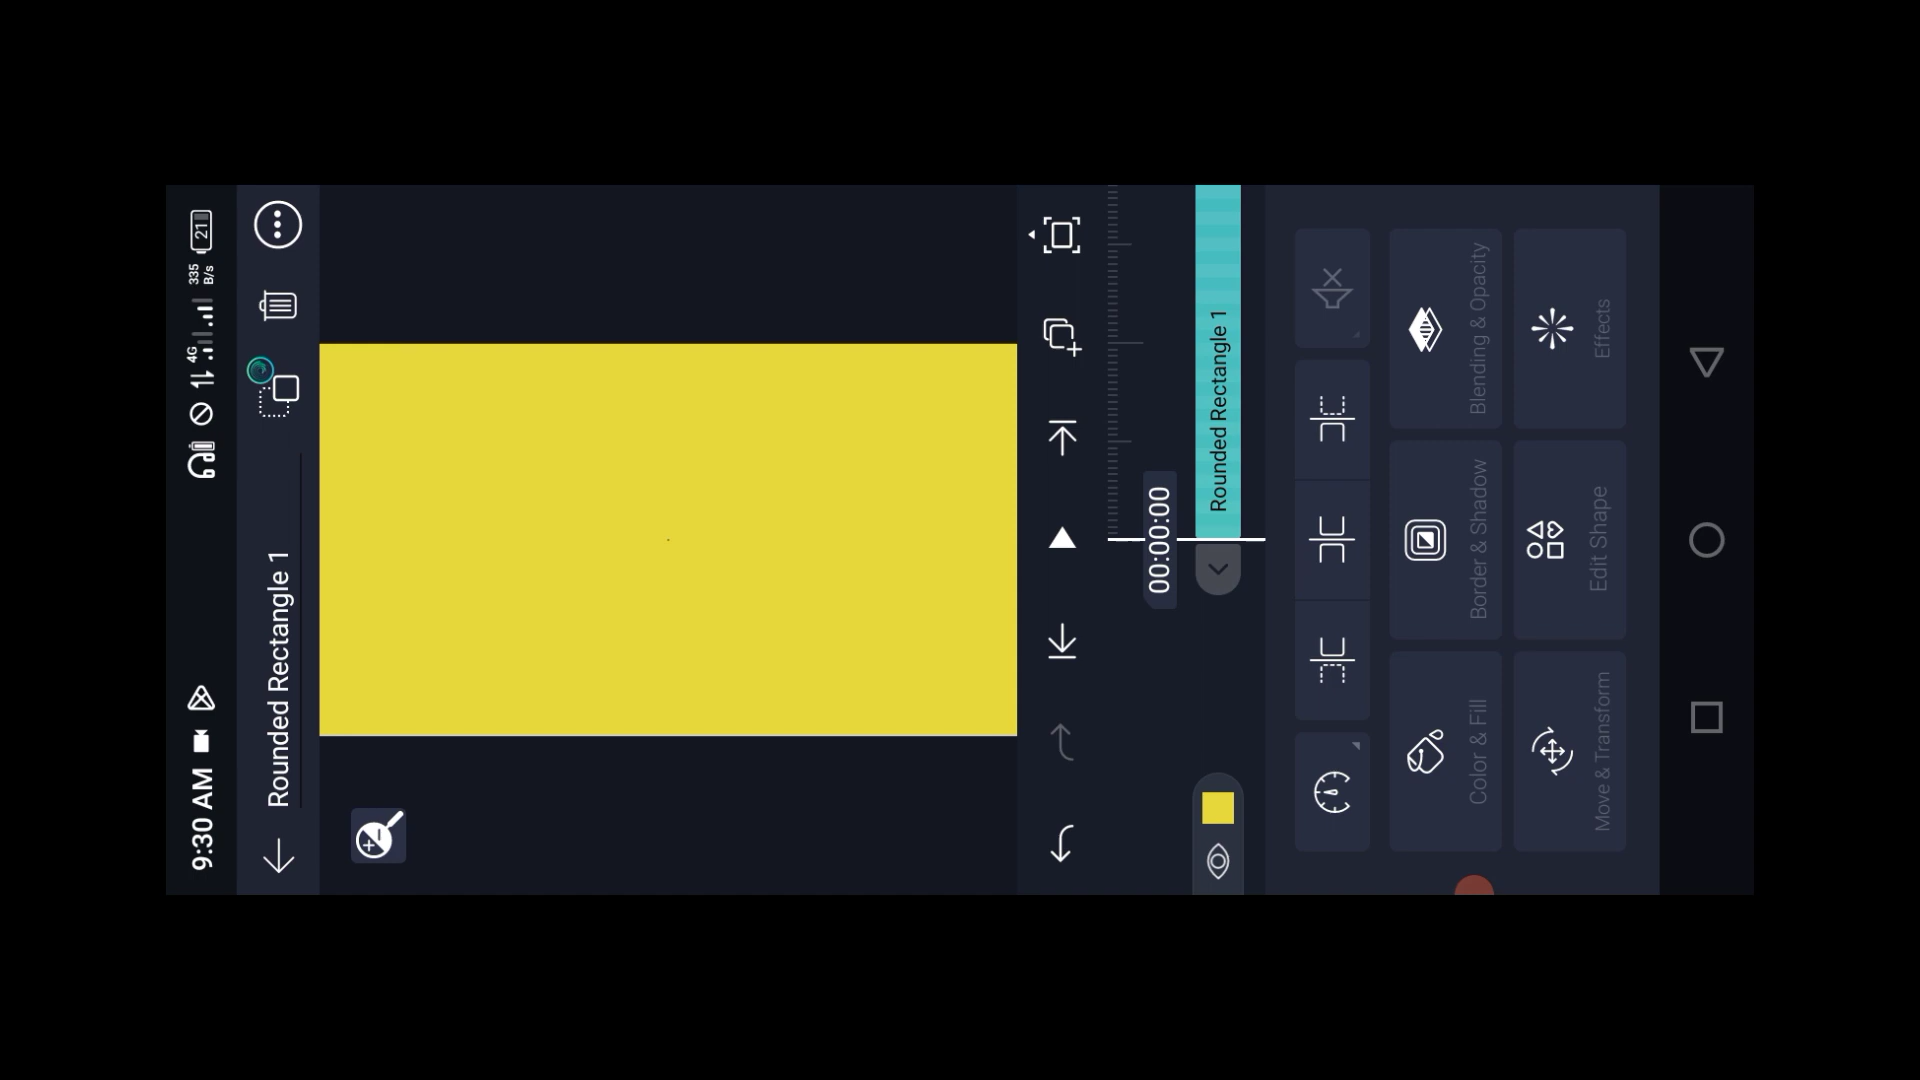 9:30 AM
4G
335
B/s
21
Rounded Rectangle 1
00:00:00
Rounded Rectangle 1
Color & Fill
Border & Shadow
Blending & Opacity
Move & Transform
Edit Shape
Effects